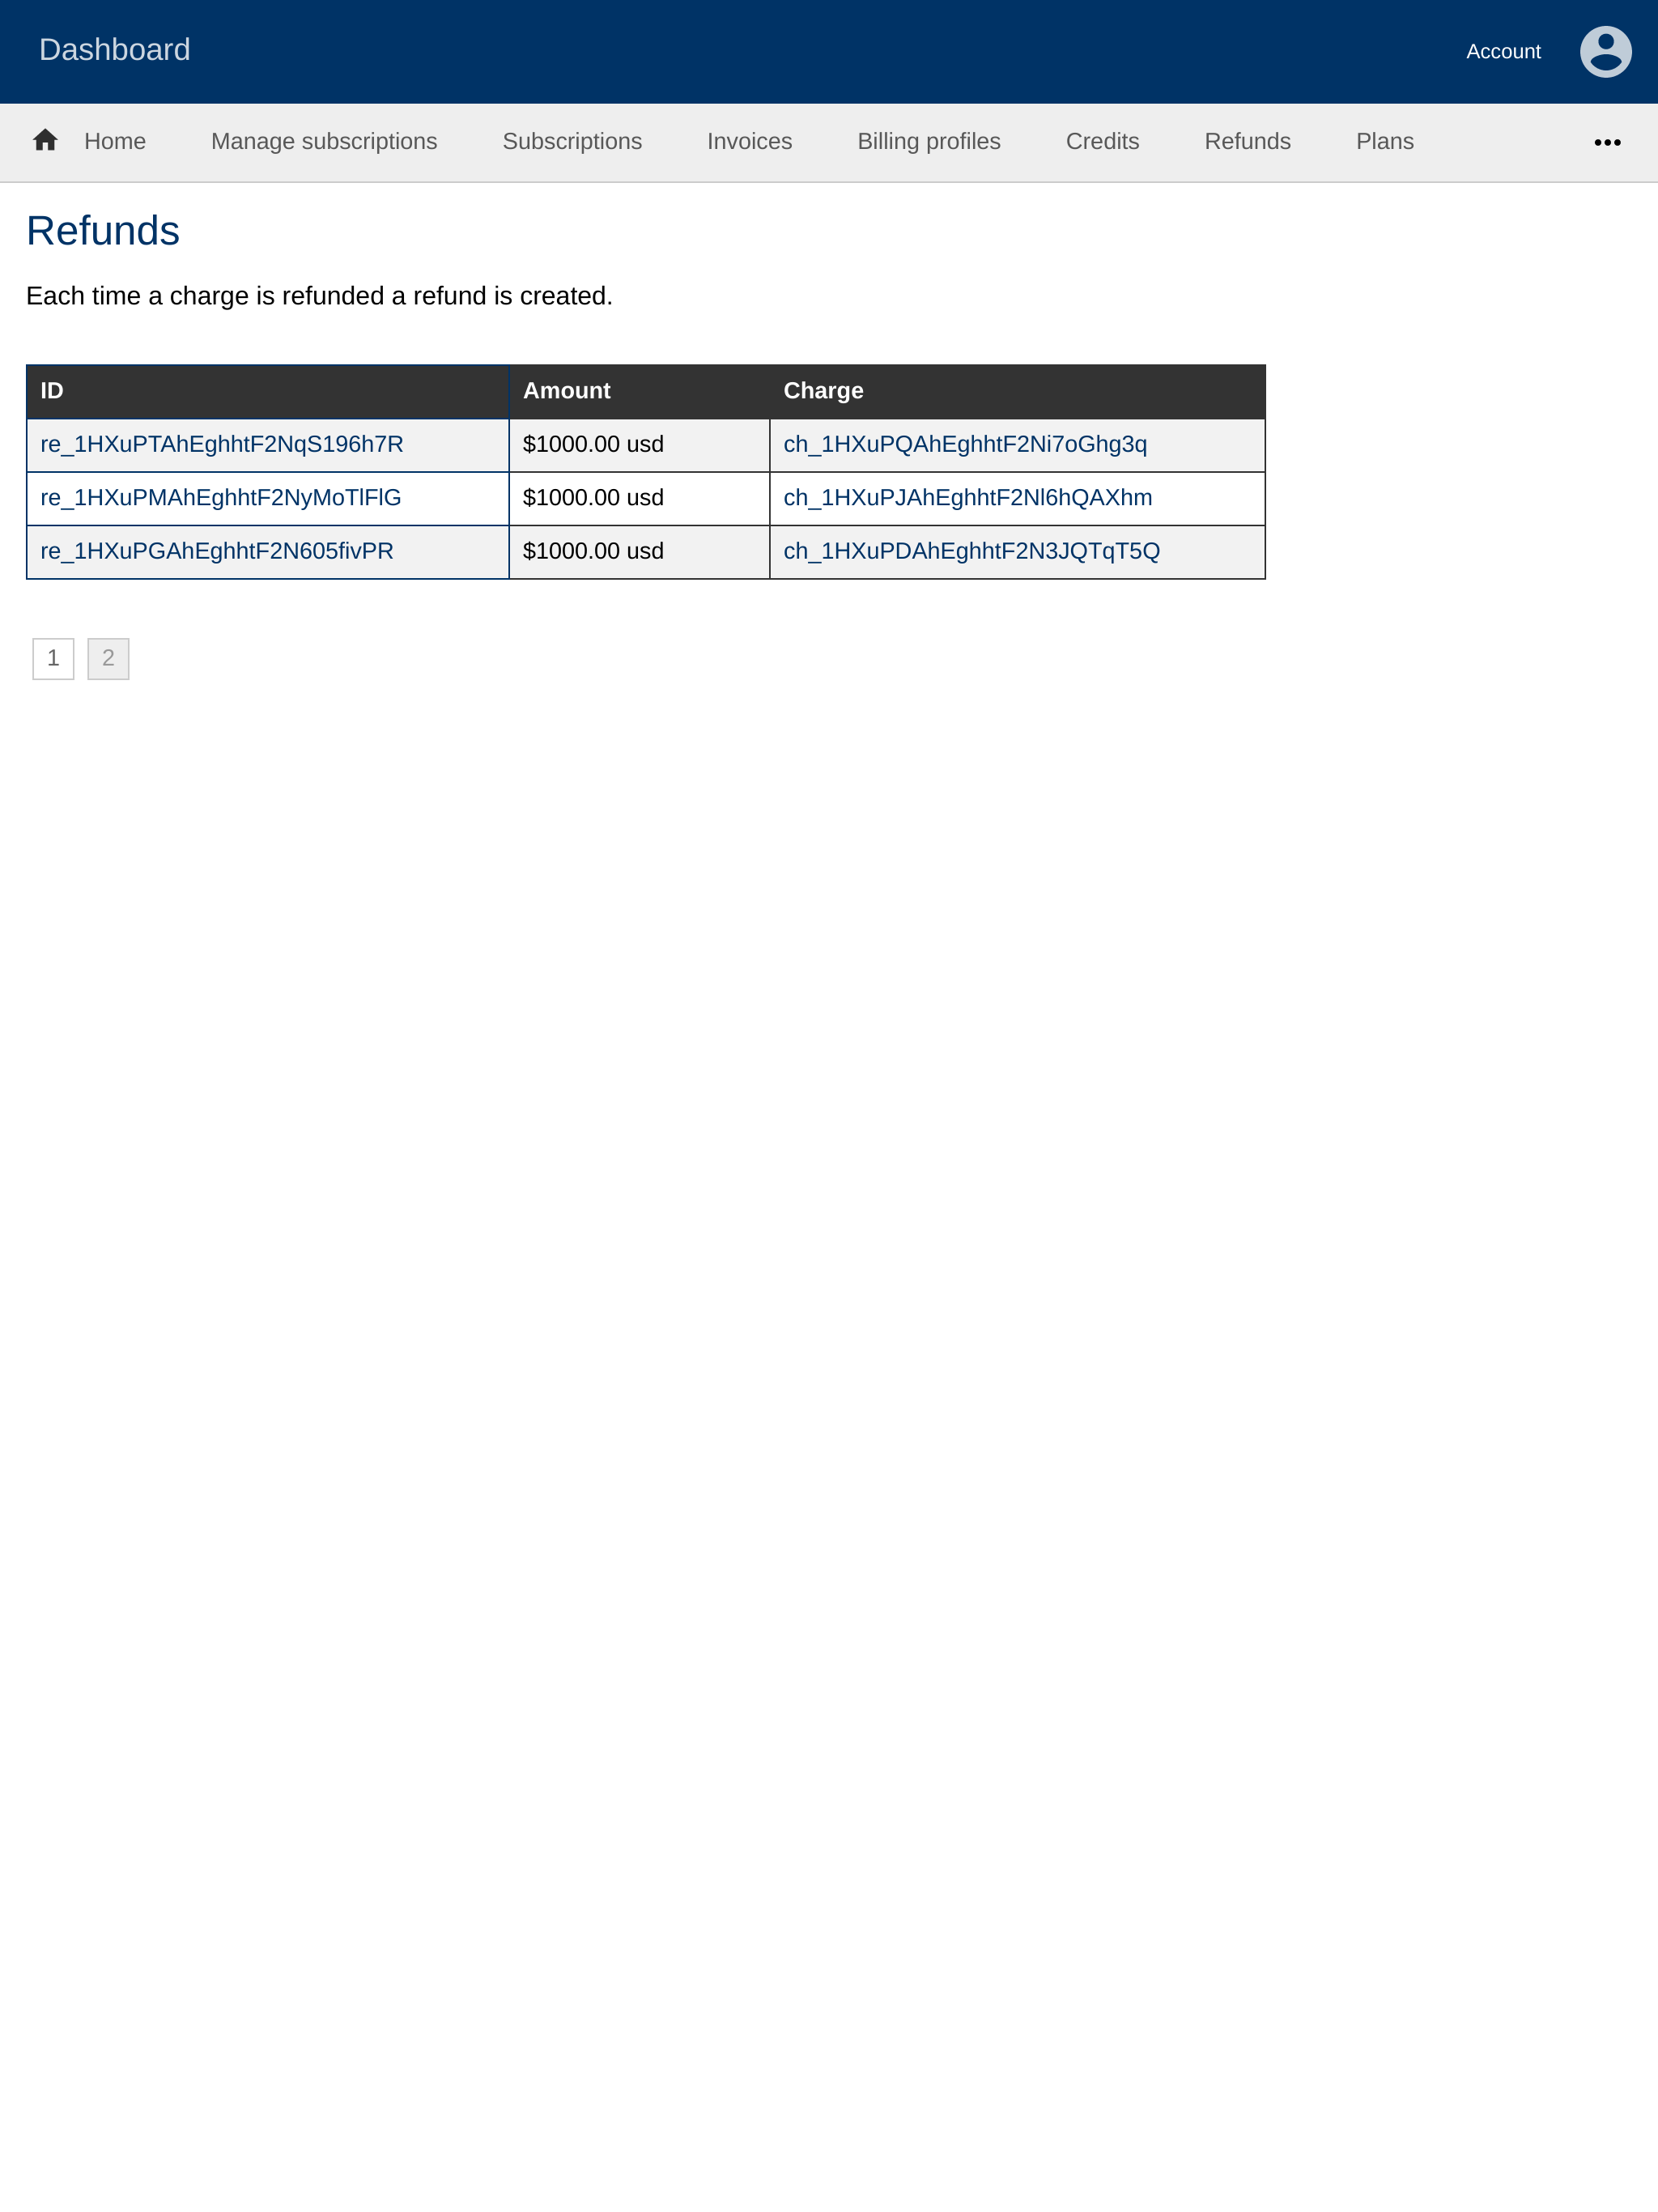 Dashboard
Account
Home Manage subscriptions Subscriptions Invoices Billing profiles Credits Refunds Plans
Refunds
Each time a charge is refunded a refund is created.
ID Amount Charge
re_1HXuPTAhEghhtF2NqS196h7R $1000.00 usd ch_1HXuPQAhEghhtF2Ni7oGhg3q
re_1HXuPMAhEghhtF2NyMoTlFlG $1000.00 usd ch_1HXuPJAhEghhtF2Nl6hQAXhm
re_1HXuPGAhEghhtF2N605fivPR $1000.00 usd ch_1HXuPDAhEghhtF2N3JQTqT5Q
1 2